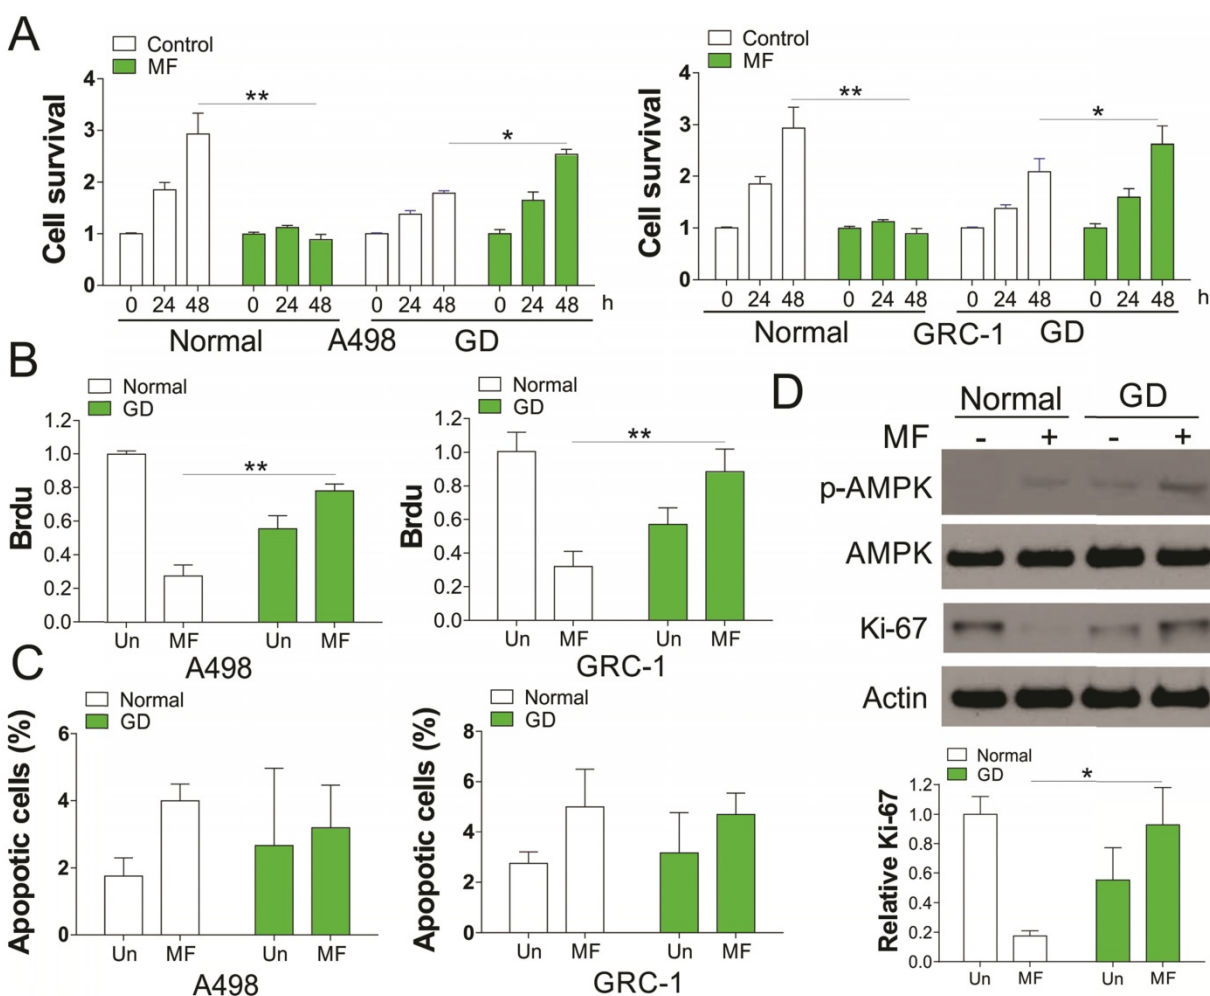 A
Control
MF
Cell survival
4
3
2
1
0
**
*
0 24 48 0 24 48 0 24 48 0 24 48 h
Normal A498 GD
Control
MF
Cell survival
4
3
2
1
0
**
*
0 24 48 0 24 48 0 24 48 0 24 48 h
Normal GRC-1 GD
B
Normal
GD
Brdu
1.2
1.0
0.8
0.6
0.4
0.2
0.0
**
Un MF Un MF
A498
Normal
GD
Brdu
1.2
1.0
0.8
0.6
0.4
0.2
0.0
**
Un MF Un MF
GRC-1
C
Normal
GD
Apopotic cells (%)
6
4
2
0
Un MF Un MF
A498
Normal
GD
Apopotic cells (%)
8
6
4
2
0
Un MF Un MF
GRC-1
D
Normal GD
MF - + - +
p-AMPK
AMPK
Ki-67
Actin
Normal
GD
Relative Ki-67
1.2
1.0
0.8
0.6
0.4
0.2
0.0
*
Un MF Un MF